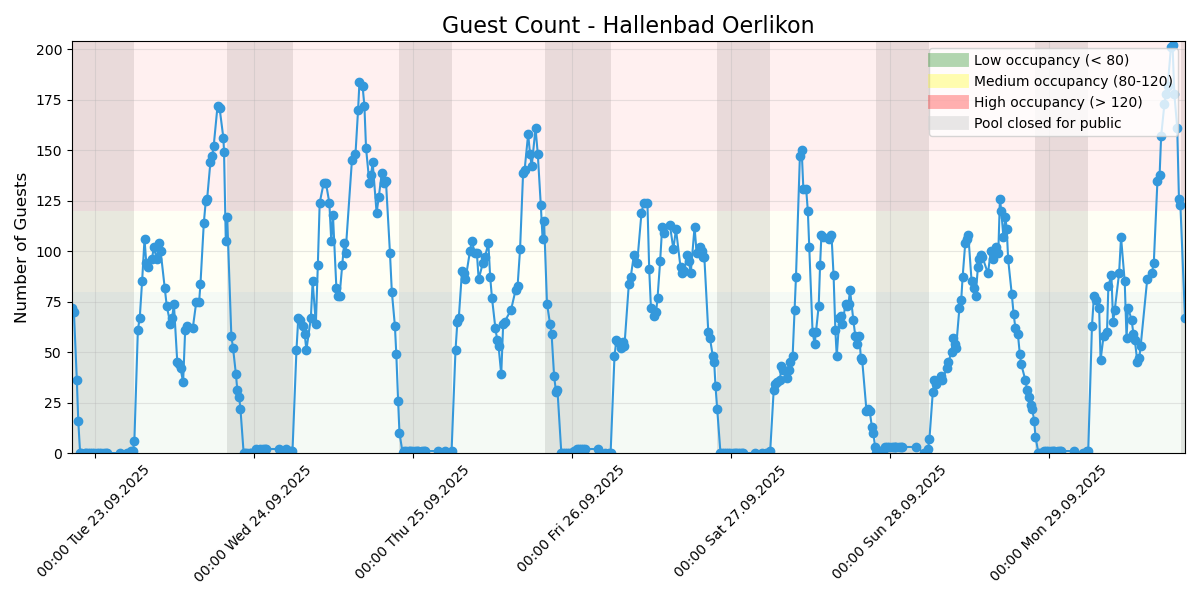 Guest Count - Hallenbad Oerlikon
Number of Guests
200
175
150
125
100
75
50
25
0
Low occupancy (< 80)
Medium occupancy (80-120)
High occupancy (> 120)
Pool closed for public
00:00 Tue 23.09.2025
00:00 Wed 24.09.2025
00:00 Thu 25.09.2025
00:00 Fri 26.09.2025
00:00 Sat 27.09.2025
00:00 Sun 28.09.2025
00:00 Mon 29.09.2025